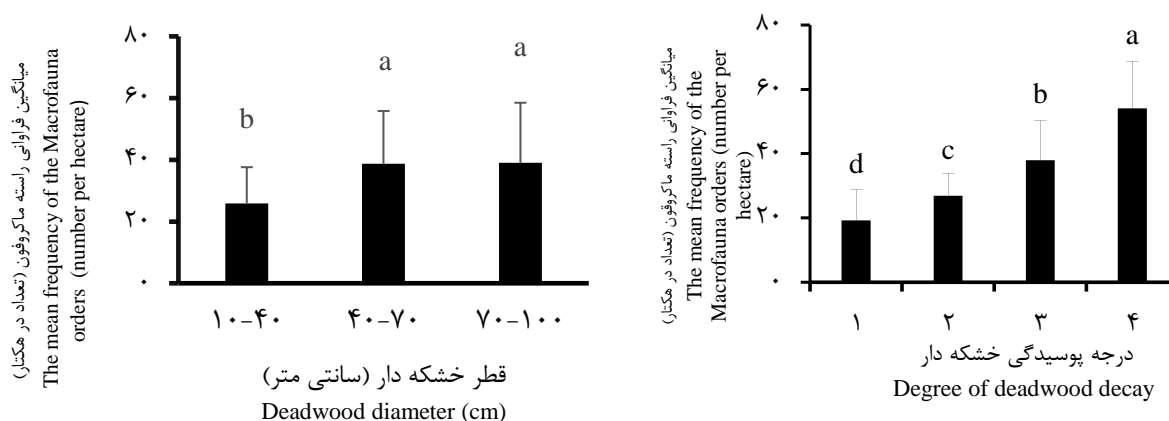 میانگین فراوانی راسته ماکروفون (تعداد در هکتار)
The mean frequency of the Macrofauna
orders (number per hectare)
۸۰
۶۰
۴۰
۲۰
۰
b
a
a
۱۰-۴۰
۴۰-۷۰
۷۰-۱۰۰
قطر خشکه دار (سانتی متر)
Deadwood diameter (cm)
میانگین فراوانی راسته ماکروفون (تعداد در هکتار)
The mean frequency of the
Macrofauna orders (number per
hectare)
۸۰
۶۰
۴۰
۲۰
۰
d
c
b
a
۱
۲
۳
۴
درجه پوسیدگی خشکه دار
Degree of deadwood decay